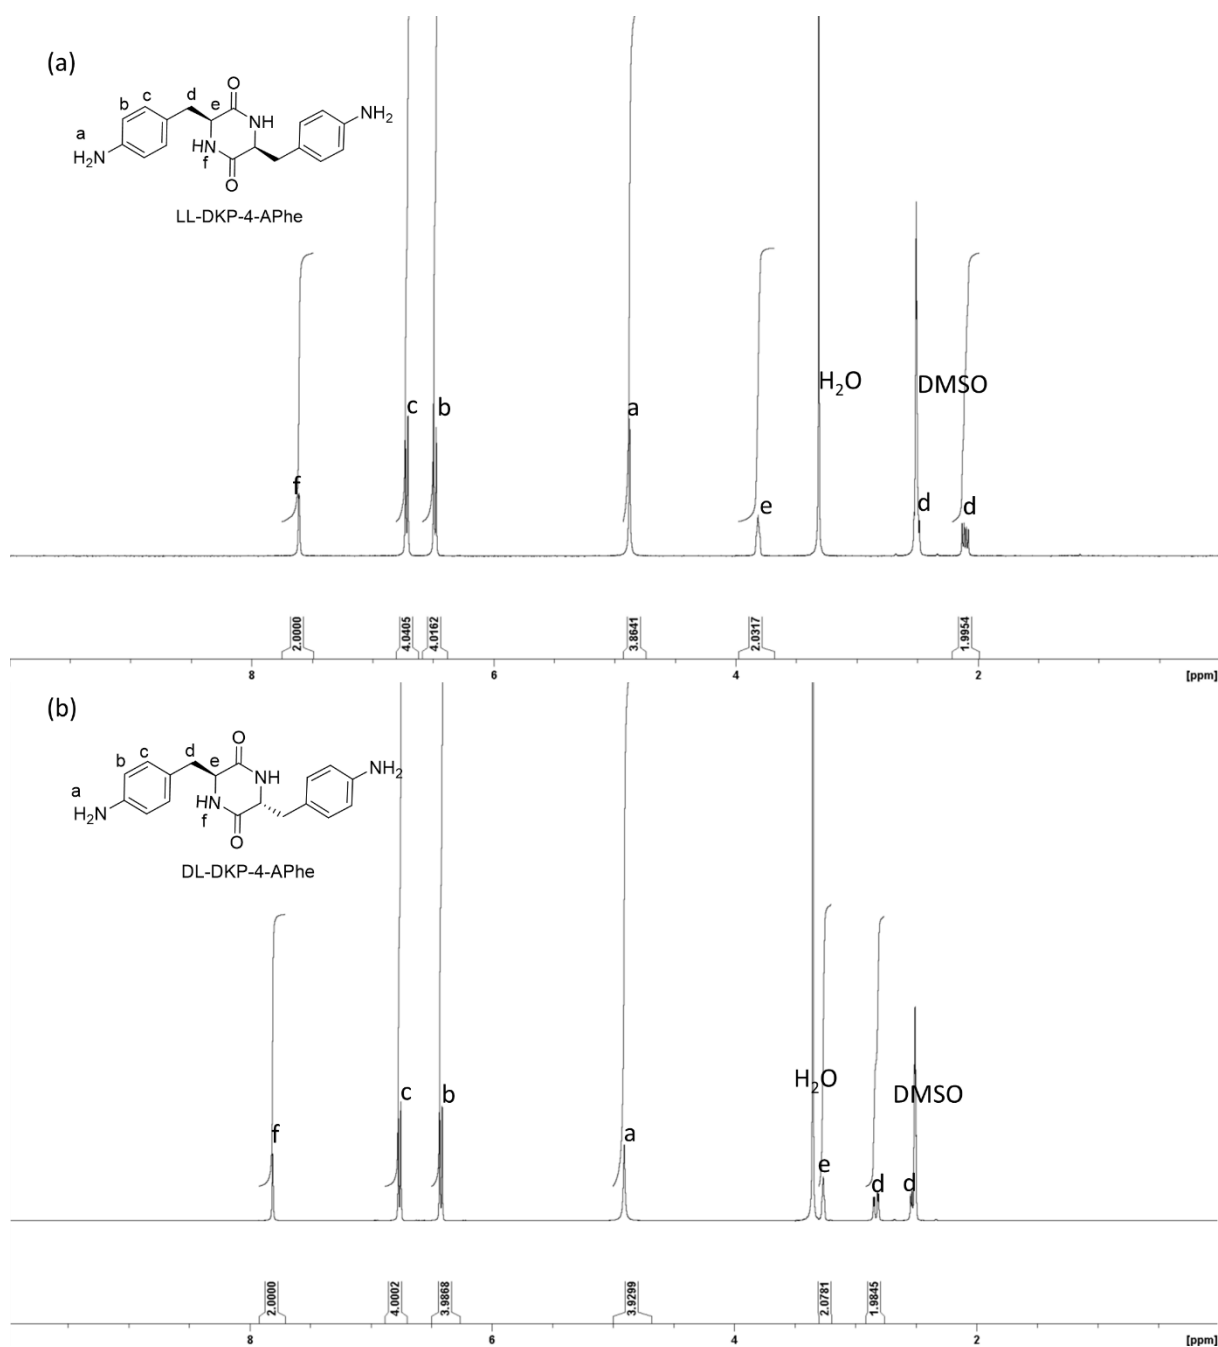 (a)
O
d
e
b
c
NH
NH₂
a
HN
f
H₂N
O
LL-DKP-4-APhe
H₂O
DMSO
c
b
a
f
e
d
d
2.0000
4.0405
4.0162
3.8641
2.0317
1.9954
8
6
4
2
[ppm]
(b)
O
d
e
b
c
NH
NH₂
a
HN
f
H₂N
O
DL-DKP-4-APhe
H₂O
DMSO
c
b
f
a
e
d
d
2.0000
4.0002
3.9868
3.9299
2.0781
1.9845
8
6
4
2
[ppm]